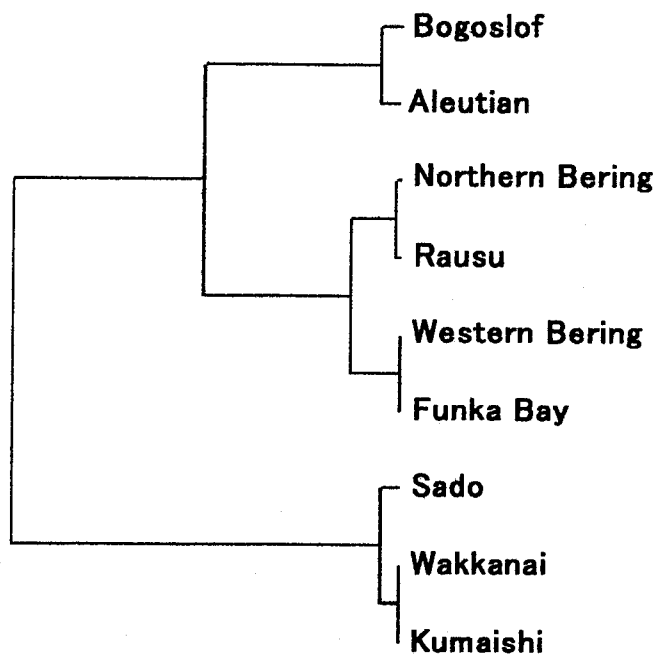 Bogoslof
Aleutian
Northern Bering
Rausu
Western Bering
Funka Bay
Sado
Wakkanai
Kumaishi